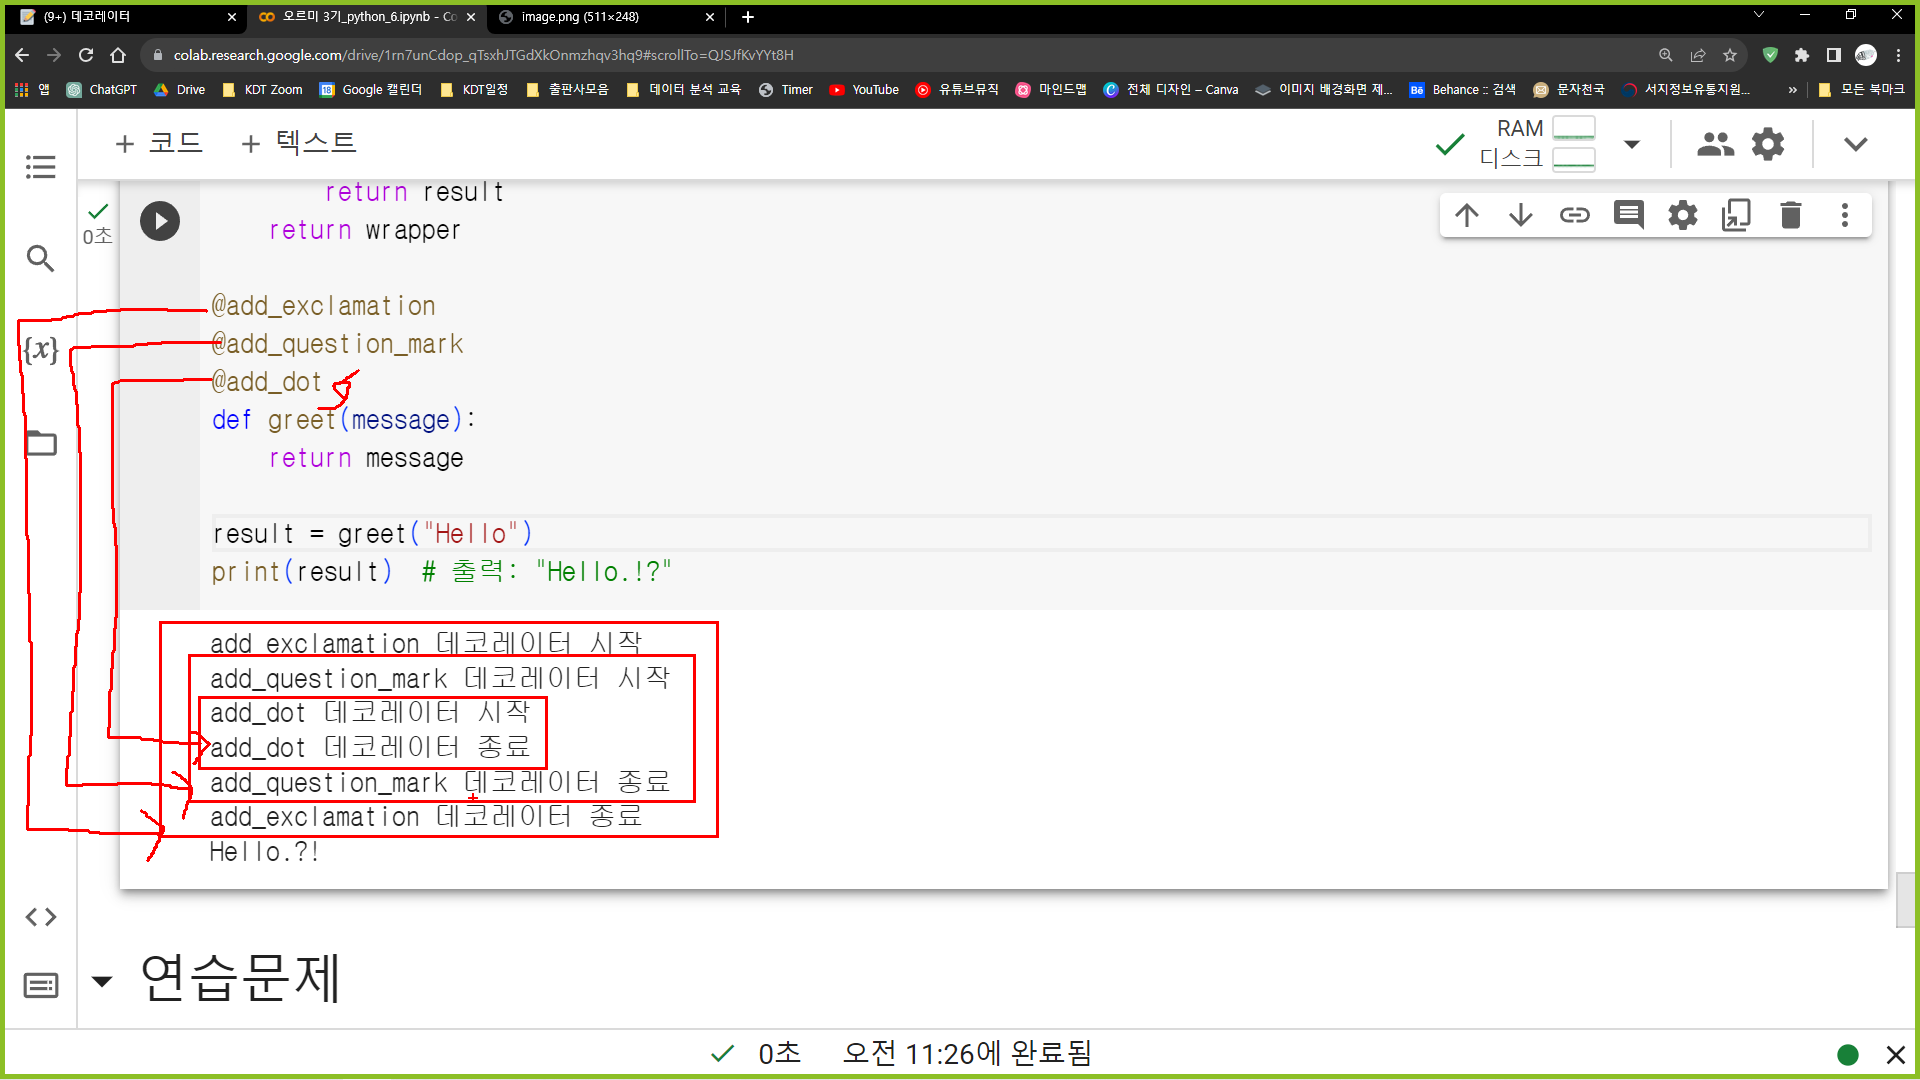 (9+) 데코레이터
오르미 3기_python_6.ipynb - Co
image.png (511×248)
colab.research.google.com/drive/1rn7unCdop_qTsxhJTGdXkOnmzhqv3hq9#scrollTo=QJSJfKvYYt8H
앱 ChatGPT Drive KDT Zoom Google 캘린더 KDT일정 출판사모음 데이터 분석 교육 Timer YouTube 유튜브뮤직 마인드맵 전체 디자인 – Canva 이미지 배경화면 제... Behance :: 검색 문자천국 서지정보유통지원... » 모든 북마크
+ 코드 + 텍스트
RAM
디스크
0초
return result
return wrapper
@add_exclamation
@add_question_mark
@add_dot
def greet(message):
return message
result = greet("Hello")
print(result) # 출력: "Hello.!?"
{x}
add_exclamation 데코레이터 시작
add_question_mark 데코레이터 시작
add_dot 데코레이터 시작
add_dot 데코레이터 종료
add_question_mark 데코레이터 종료
add_exclamation 데코레이터 종료
Hello.?!
연습문제
0초 오전 11:26에 완료됨